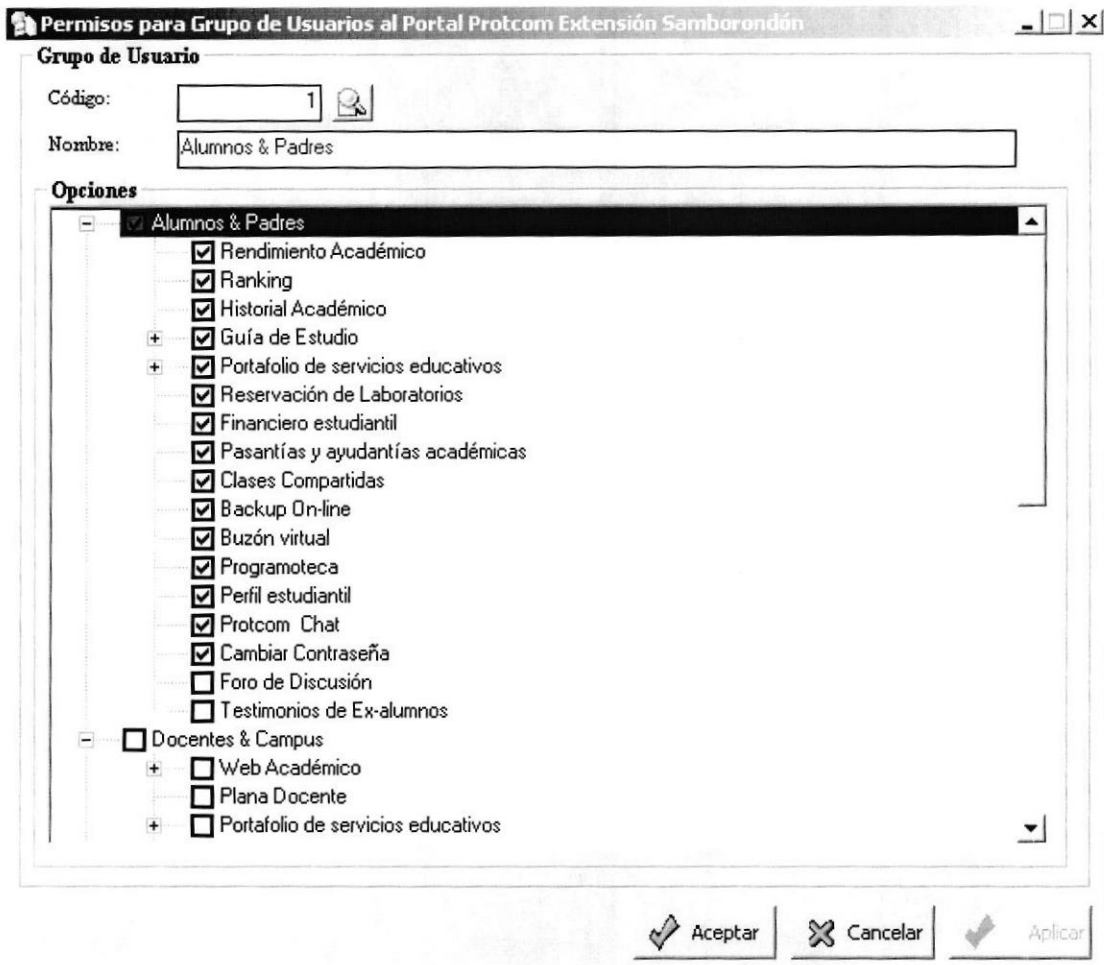 Permisos para Grupo de Usuarios al Portal Protcom Extensión Samborondón
Grupo de Usuario
Código: 1
Nombre: Alumnos & Padres
Opciones
Alumnos & Padres
Rendimiento Académico
Ranking
Historial Académico
Guía de Estudio
Portafolio de servicios educativos
Reservación de Laboratorios
Financiero estudiantil
Pasantías y ayudantías académicas
Clases Compartidas
Backup On-line
Buzón virtual
Programoteca
Perfil estudiantil
Protcom Chat
Cambiar Contraseña
Foro de Discusión
Testimonios de Ex-alumnos
Docentes & Campus
Web Académico
Plana Docente
Portafolio de servicios educativos
Aceptar Cancelar Aplicar